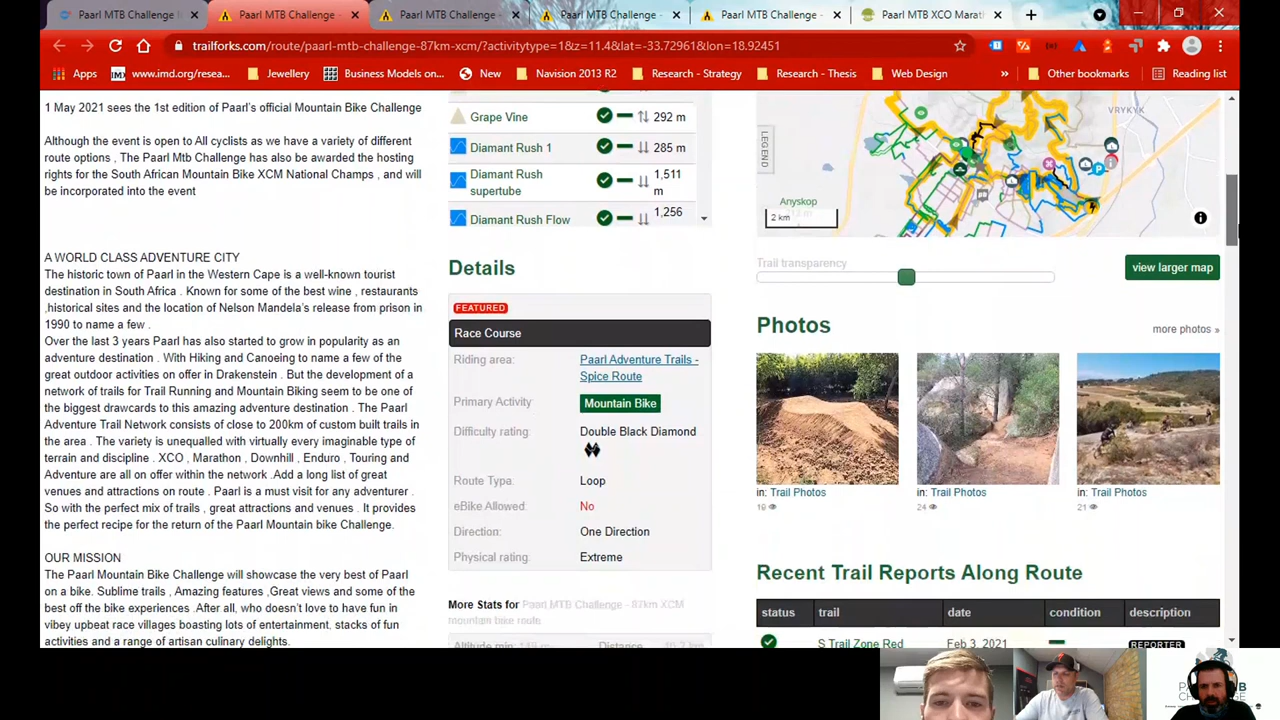 Paarl MTB Challenge
Paarl MTB Challenge -
Paarl MTB Challenge -
Paarl MTB Challenge -
Paarl MTB Challenge -
Paarl MTB XCO Marat
trailforks.com/route/paarl-mtb-challenge-87km-xcm/?activitytype=1&z=11.4&lat=-33.72961&lon=18.92451
Apps
www.imd.org/resea...
Jewellery
Business Models on...
New
Navision 2013 R2
Research - Strategy
Research - Thesis
Web Design
»
Other bookmarks
Reading list
1 May 2021 sees the 1st edition of Paarl's official Mountain Bike Challenge
Although the event is open to All cyclists as we have a variety of different
route options , The Paarl Mtb Challenge has also be awarded the hosting
rights for the South African Mountain Bike XCM National Champs , and will
be incorporated into the event
A WORLD CLASS ADVENTURE CITY
The historic town of Paarl in the Western Cape is a well-known tourist
destination in South Africa . Known for some of the best wine , restaurants
,historical sites and the location of Nelson Mandela's release from prison in
1990 to name a few .
Over the last 3 years Paarl has also started to grow in popularity as an
adventure destination . With Hiking and Canoeing to name a few of the
great outdoor activities on offer in Drakenstein . But the development of a
network of trails for Trail Running and Mountain Biking seem to be one of
the biggest drawcards to this amazing adventure destination . The Paarl
Adventure Trail Network consists of close to 200km of custom built trails in
the area . The variety is unequalled with virtually every imaginable type of
terrain and discipline . XCO , Marathon , Downhill , Enduro , Touring and
Adventure are all on offer within the network .Add a long list of great
venues and attractions on route . Paarl is a must visit for any adventurer .
So with the perfect mix of trails , great attractions and venues . It provides
the perfect recipe for the return of the Paarl Mountain bike Challenge.
OUR MISSION
The Paarl Mountain Bike Challenge will showcase the very best of Paarl
on a bike. Sublime trails , Amazing features ,Great views and some of the
best off the bike experiences .After all, who doesn't love to have fun in
vibey upbeat race villages boasting lots of entertainment, stacks of fun
activities and a range of artisan culinary delights.
Grape Vine 292 m
Diamant Rush 1 285 m
Diamant Rush 1,511
supertube m
Diamant Rush Flow 1,256
Details
FEATURED
Race Course
Riding area: Paarl Adventure Trails -
Spice Route
Primary Activity Mountain Bike
Difficulty rating: Double Black Diamond
Route Typa. Loop
eBike Allowed: No
Direction: One Direction
Physical rating: Extreme
More Stats for Paarl MTB Challenge - 87km XCM
mountain bike route
Altitude min Distance
LEGEND
VRYKYK
Anyskop
2 km
Trail transparency
view larger map
Photos
more photos »
in: Trail Photos
in: Trail Photos
in: Trail Photos
24
21
Recent Trail Reports Along Route
status trail date condition description
S Trail Zone Red Feb 3, 2021 REPORTER